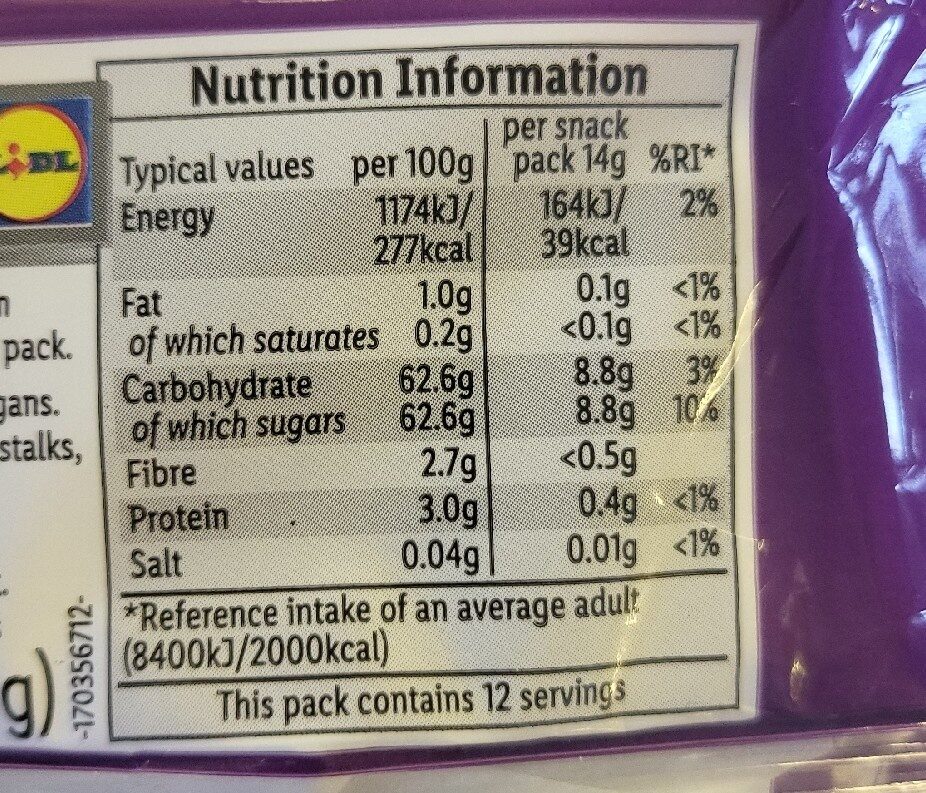 Nutrition Information
Typical values per 100g per snack pack 14g %RI*
Energy 1174kJ/ 164kJ/ 2%
277kcal 39kcal
Fat 1.0g 0.1g <1%
of which saturates 0.2g <0.1g <1%
Carbohydrate 62.6g 8.8g 3%
of which sugars 62.6g 8.8g 10%
Fibre 2.7g <0.5g
Protein 3.0g 0.4g <1%
Salt 0.04g 0.01g <1%
*Reference intake of an average adult
(8400kJ/2000kcal)
This pack contains 12 servings
LIDL
pack.
stalks,
g)
-170356712-